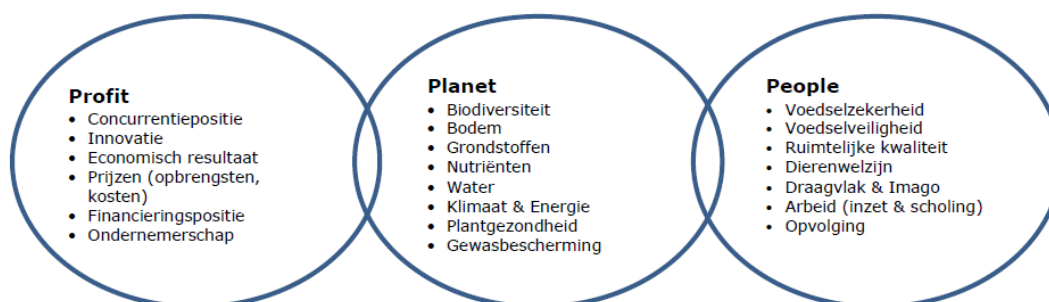 Profit
• Concurrentiepositie
• Innovatie
• Economisch resultaat
• Prijzen (opbrengsten,
kosten)
• Financieringspositie
• Ondernemerschap
Planet
• Biodiversiteit
• Bodem
• Grondstoffen
• Nutriënten
• Water
• Klimaat & Energie
• Plantgezondheid
• Gewasbescherming
People
• Voedselzekerheid
• Voedselveiligheid
• Ruimtelijke kwaliteit
• Dierenwelzijn
• Draagvlak & Imago
• Arbeid (inzet & scholing)
• Opvolging